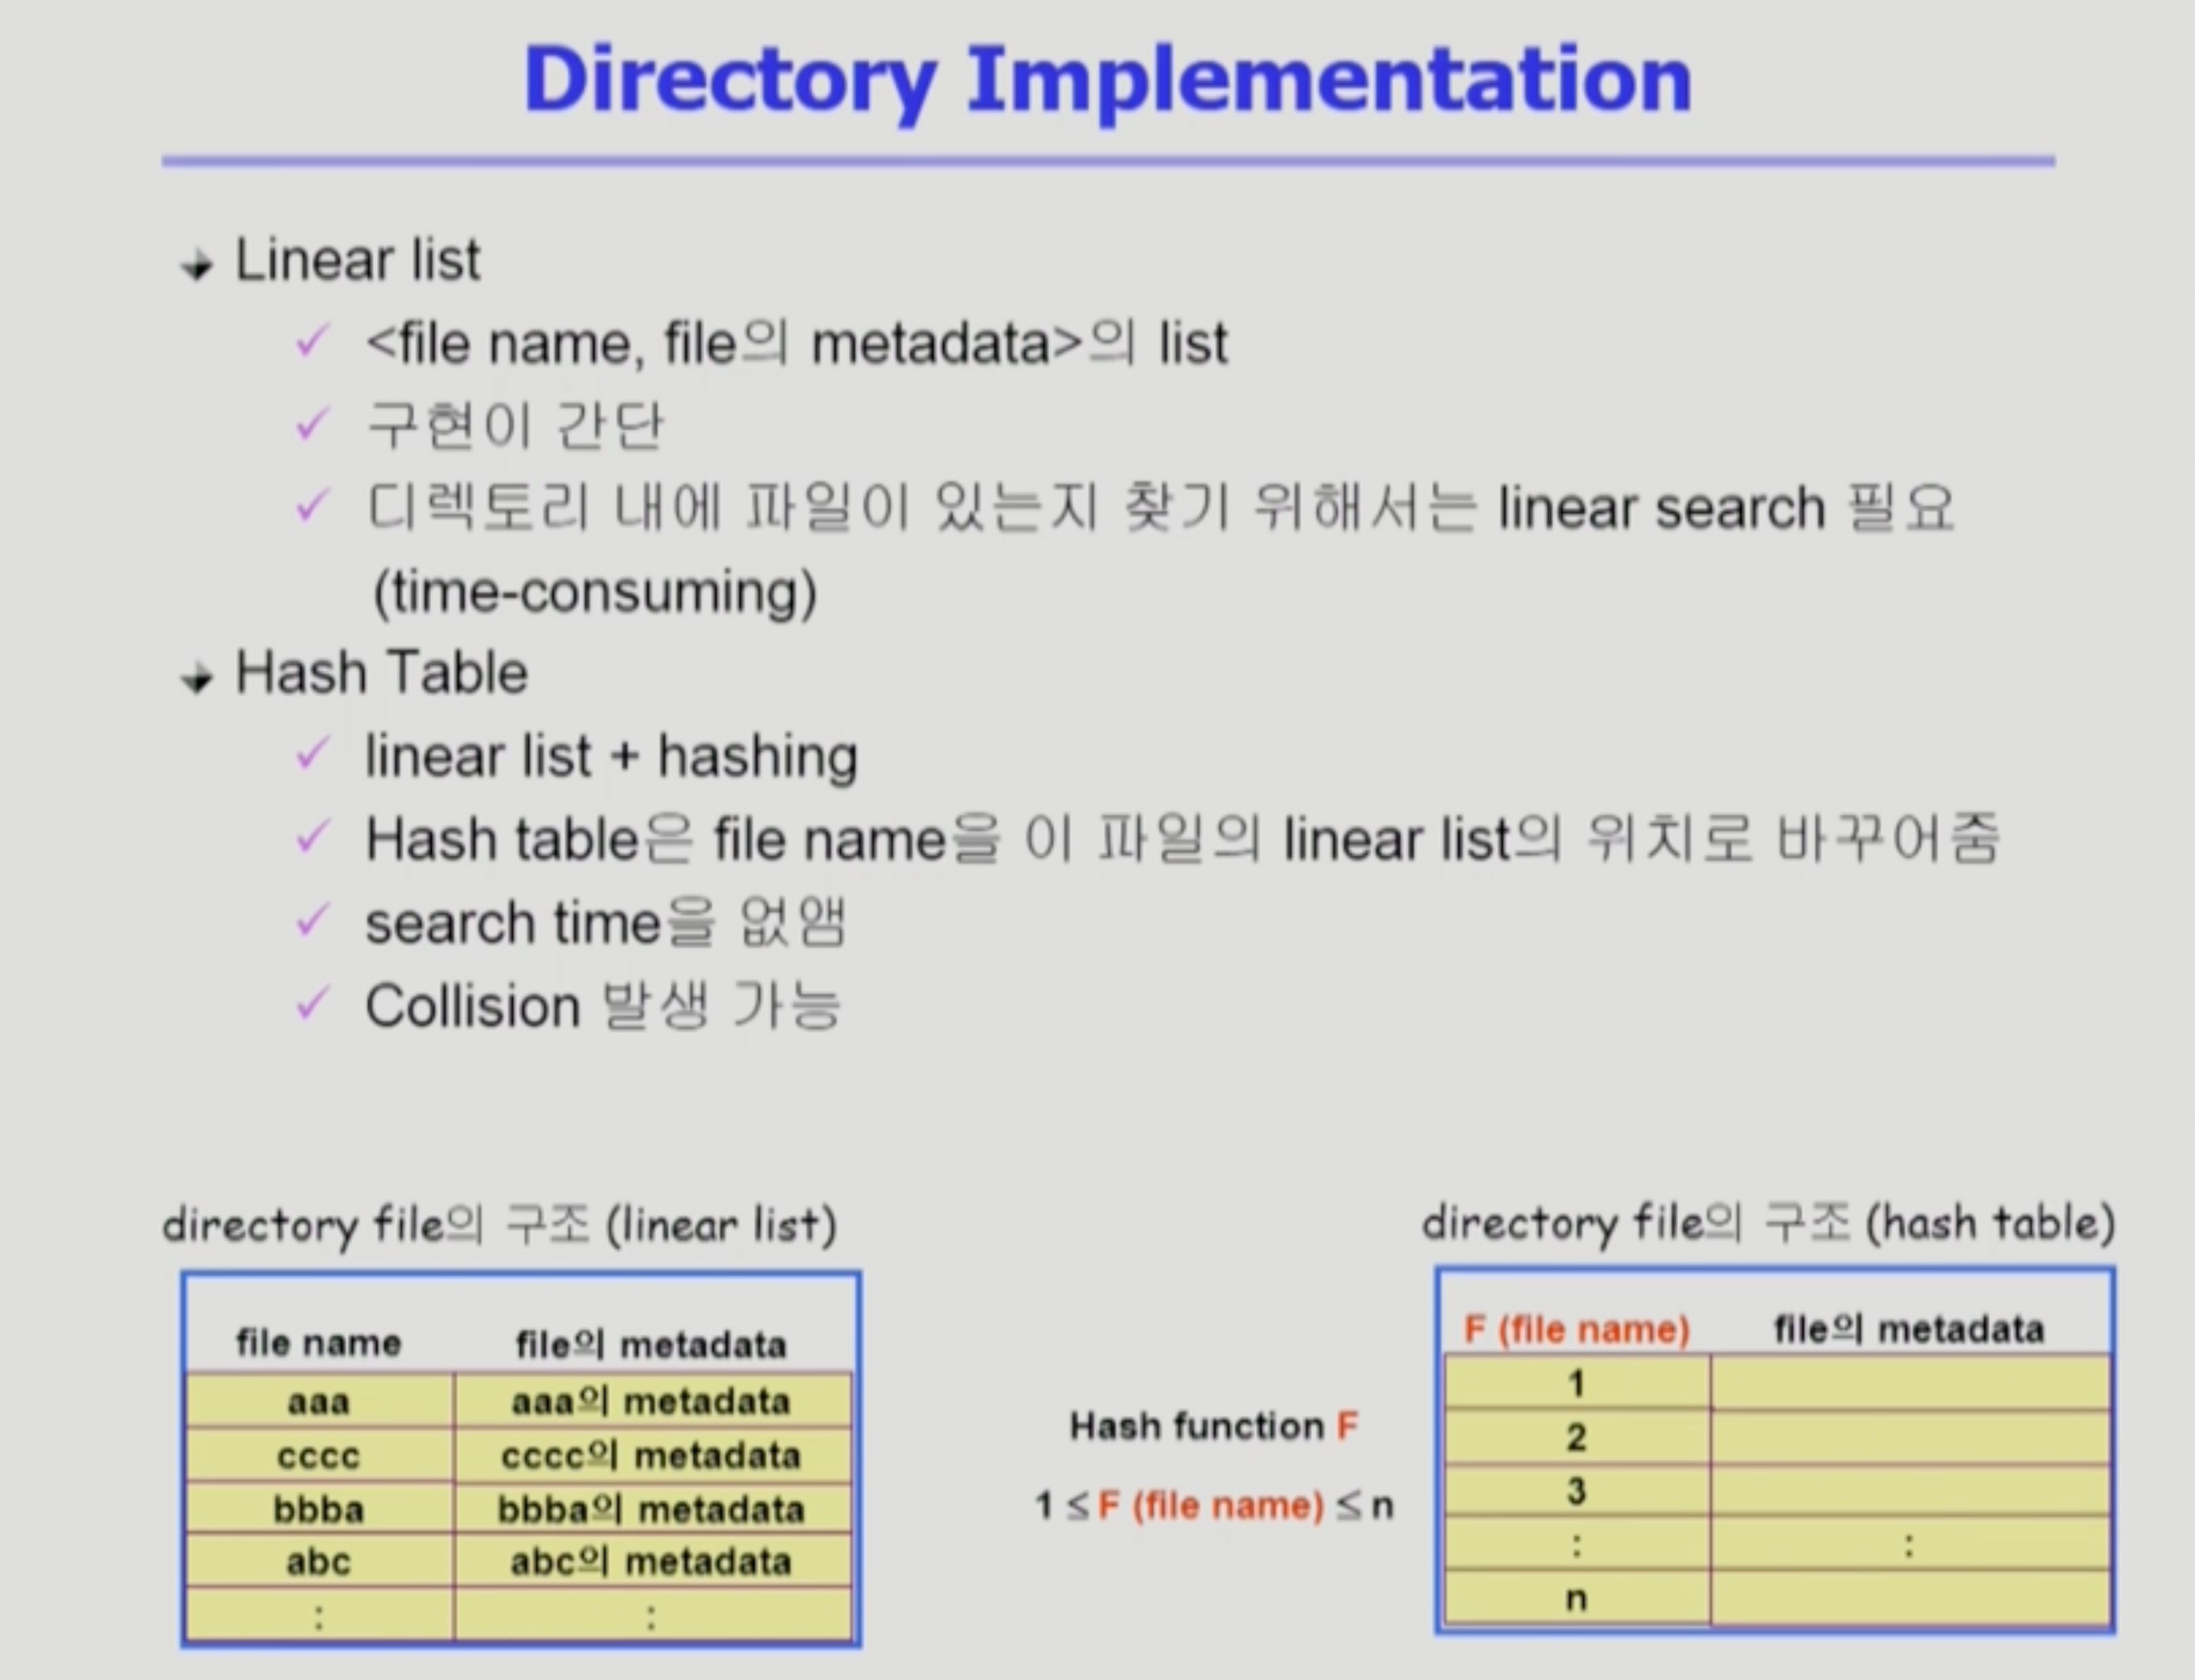 Directory Implementation
Linear list
<file name, file의 metadata>의 list
구현이 간단
디렉토리 내에 파일이 있는지 찾기 위해서는 linear search 필요
(time-consuming)
Hash Table
linear list + hashing
Hash table은 file name을 이 파일의 linear list의 위치로 바꾸어줌
search time을 없앰
Collision 발생 가능
directory file의 구조 (linear list)
file name file의 metadata
aaa aaa의 metadata
cccc cccc의 metadata
bbba bbba의 metadata
abc abc의 metadata
: :
Hash function F
1 ≤ F (file name) ≤ n
directory file의 구조 (hash table)
F (file name) file의 metadata
1
2
3
: :
n